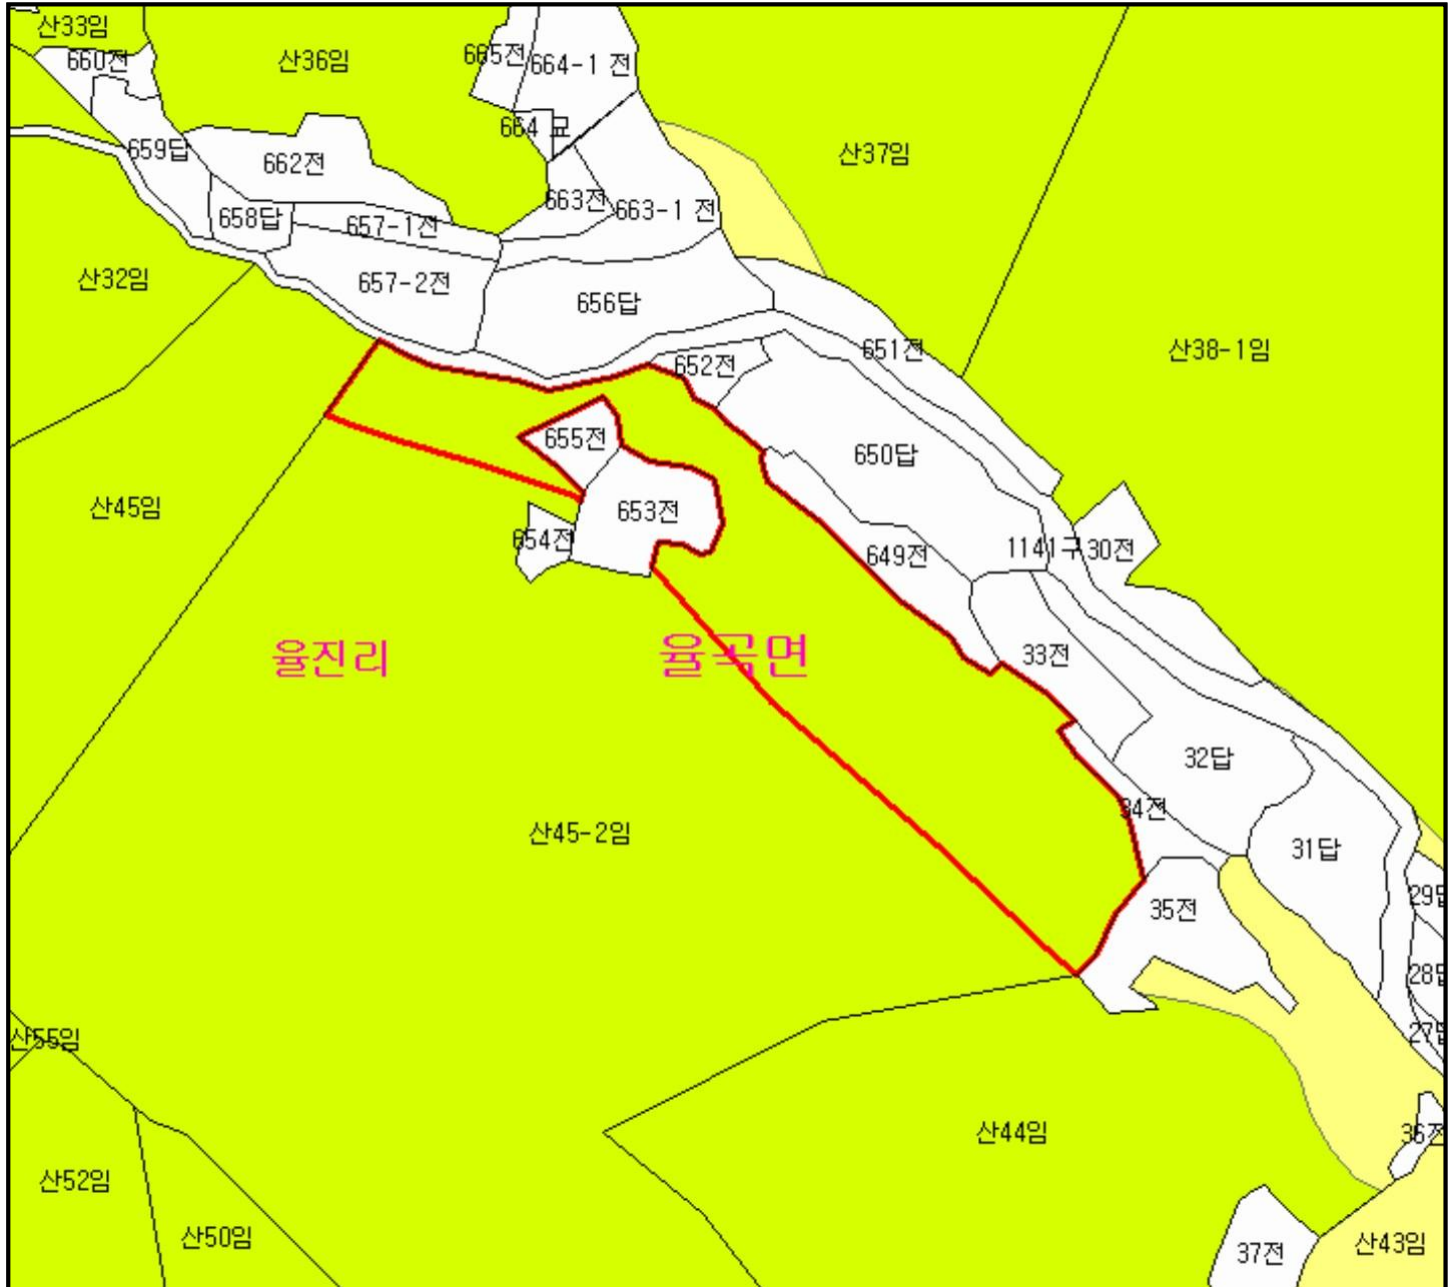 산33임
660전
산36임
665전
664-1 전
664 묘
659답
662전
산37임
663전
663-1 전
658답
657-1전
산32임
657-2전
656답
651전
산38-1임
652전
655전
650답
산45임
653전
654전
649전
1141구
30전
율진리
율곡면
33전
32답
산45-2임
34전
31답
35전
29답
28답
산55임
27답
산44임
36전
산52임
산50임
37전
산43임